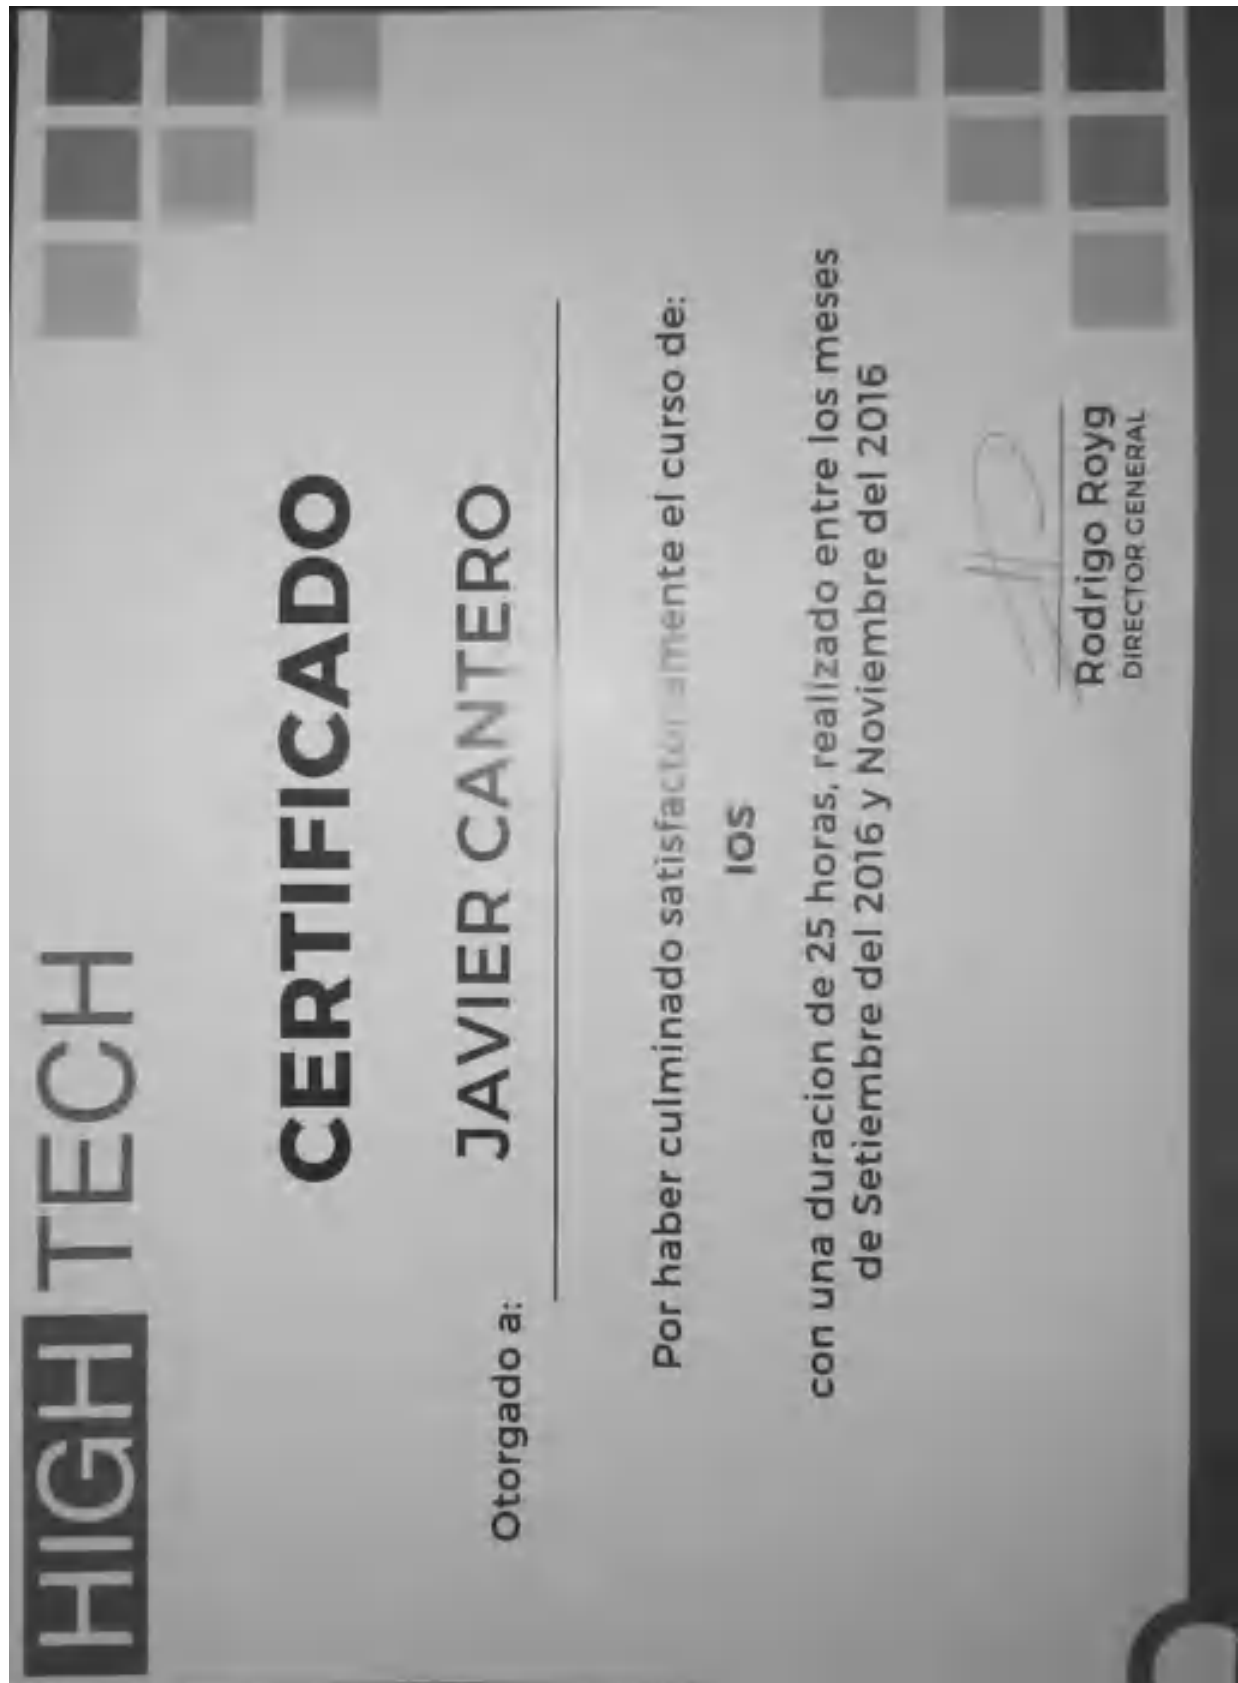 HIGH TECH
CERTIFICADO
Otorgado a: JAVIER CANTERO
Por haber culminado satisfactoriamente el curso de:
IOS
con una duracion de 25 horas, realizado entre los meses
de Setiembre del 2016 y Noviembre del 2016
Rodrigo Royg
DIRECTOR GENERAL